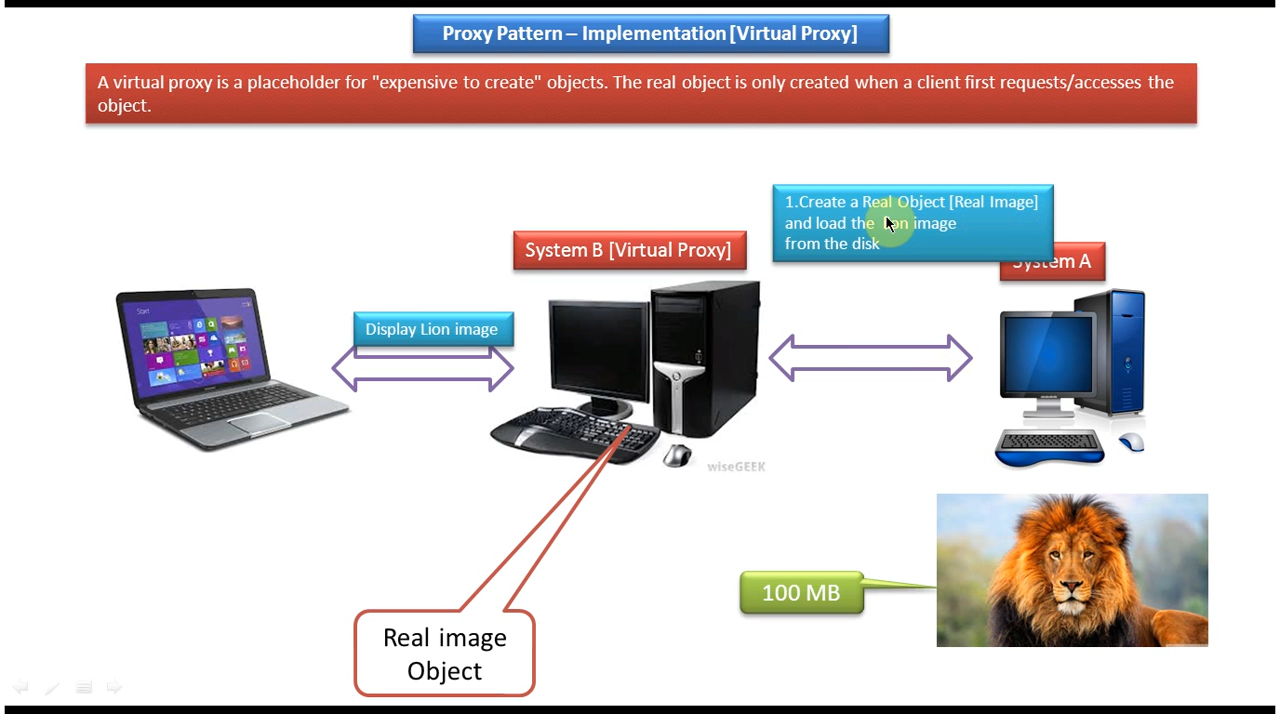 Proxy Pattern – Implementation [Virtual Proxy]
A virtual proxy is a placeholder for "expensive to create" objects. The real object is only created when a client first requests/accesses the
object.
1.Create a Real Object [Real Image]
and load the image
from the disk
System B [Virtual Proxy]
System A
Display Lion image
Start
wiseGEEK
100 MB
Real image
Object